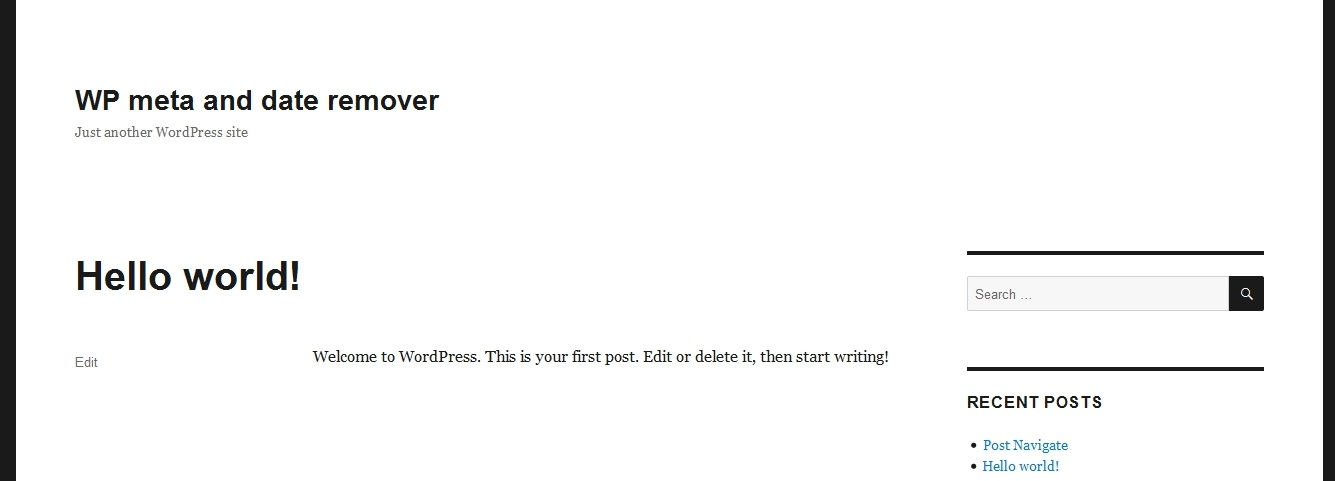 WP meta and date remover
Just another WordPress site
Hello world!
Edit
Welcome to WordPress. This is your first post. Edit or delete it, then start writing!
Search …
RECENT POSTS
Post Navigate
Hello world!